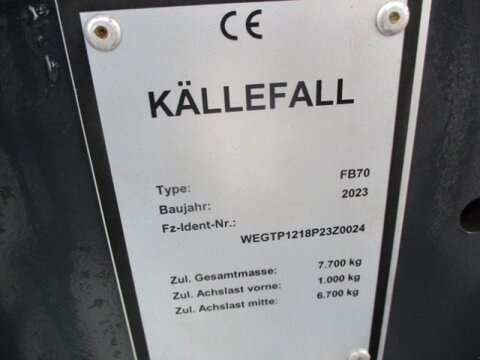 CE
KÄLLEFALL
Type: FB70
Baujahr: 2023
Fz-Ident-Nr.: WEGTP1218P23Z0024
Zul. Gesamtmasse: 7.700 kg
Zul. Achslast vorne: 1.000 kg
Zul. Achslast mitte: 6.700 kg